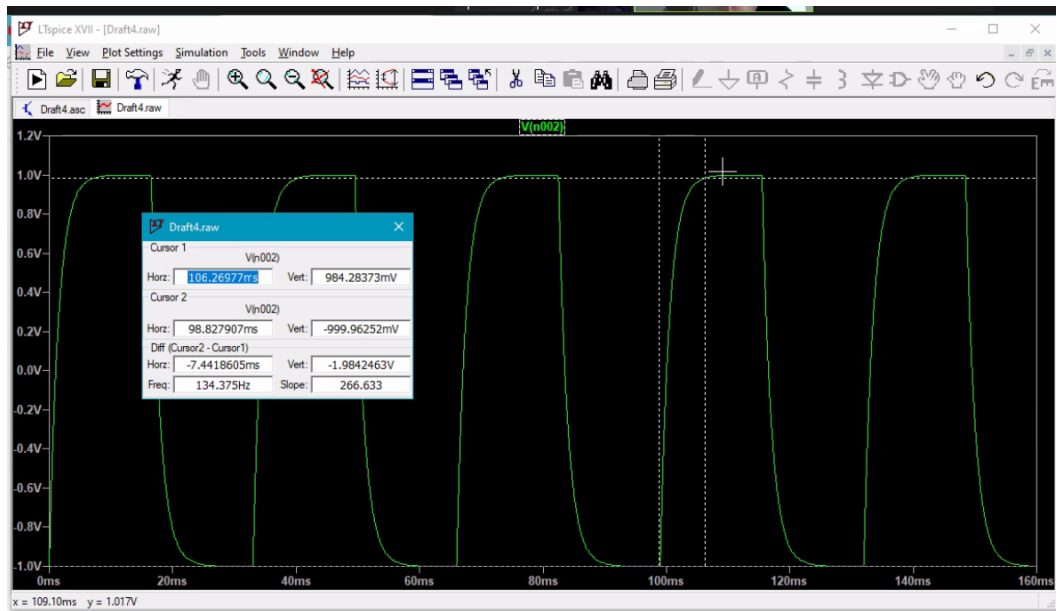 LTspice XVII - [Draft4.raw]
File View Plot Settings Simulation Tools Window Help
Draft4.asc Draft4.raw
V(n002)
1.2V
1.0V
0.8V
0.6V
0.4V
0.2V
0.0V
-0.2V
-0.4V
-0.6V
-0.8V
-1.0V
Draft4.raw
Cursor 1
V(n002)
Horz: 106.26977ms Vert: 984.28373mV
Cursor 2
V(n002)
Horz: 98.827907ms Vert: -999.96252mV
Diff (Cursor2 - Cursor1)
Horz: -7.4418605ms Vert: -1.9842463V
Freq: 134.375Hz Slope: 266.633
0ms 20ms 40ms 60ms 80ms 100ms 120ms 140ms 160ms
x = 109.10ms y = 1.017V